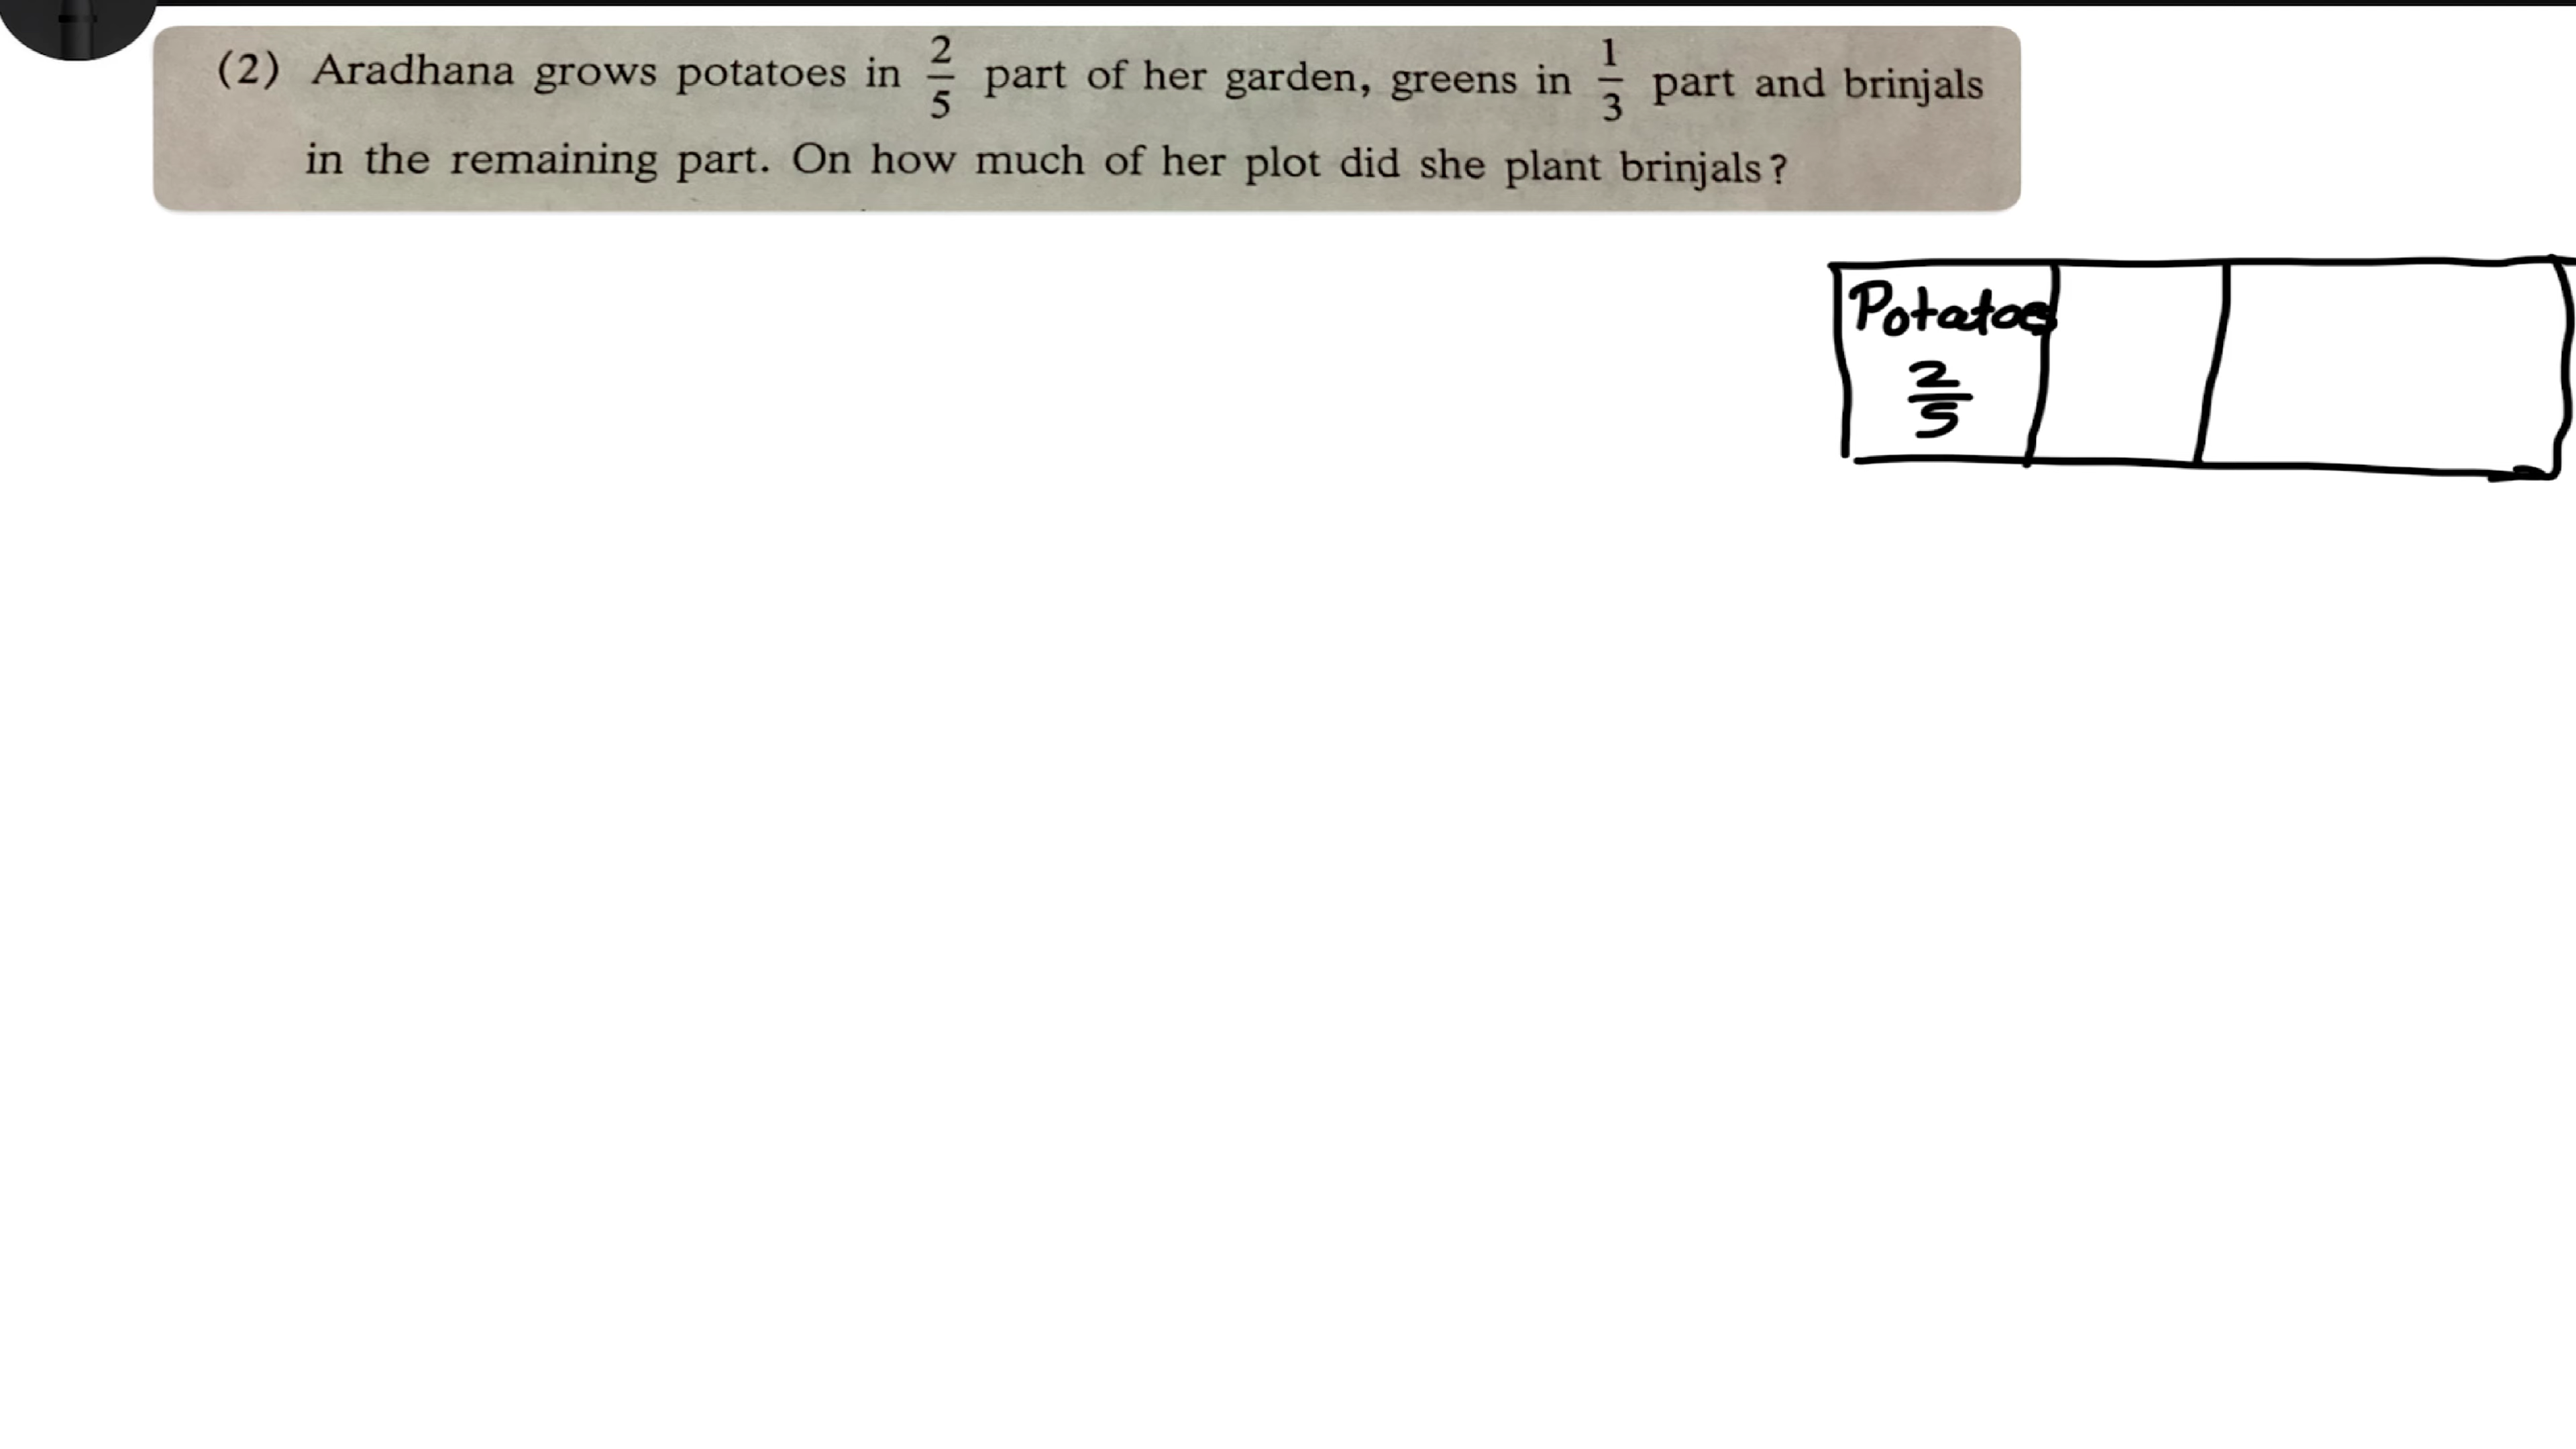 (2) Aradhana grows potatoes in 2/5 part of her garden, greens in 1/3 part and brinjals
in the remaining part. On how much of her plot did she plant brinjals?
Potatoes
2/5